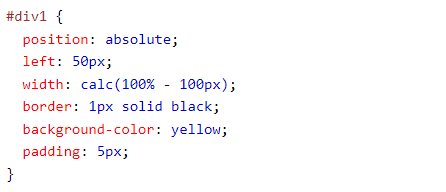 #div1 {
  position: absolute;
  left: 50px;
  width: calc(100% - 100px);
  border: 1px solid black;
  background-color: yellow;
  padding: 5px;
}